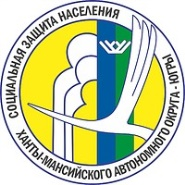 СОЦИАЛЬНАЯ ЗАЩИТА НАСЕЛЕНИЯ
ХАНТЫ-МАНСИЙСКОГО АВТОНОМНОГО ОКРУГА - ЮГРЫ